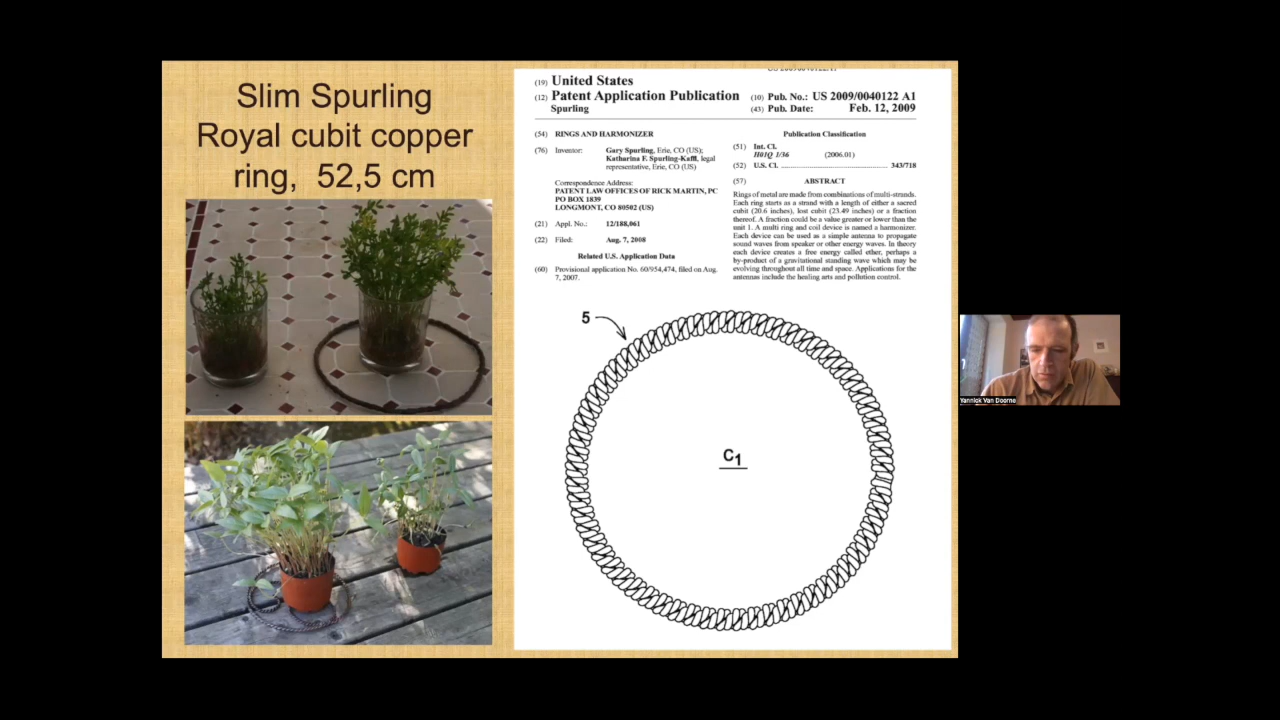 Slim Spurling
Royal cubit copper
ring, 52,5 cm
(19) United States
(12) Patent Application Publication
Spurling
(10) Pub. No.: US 2009/0040122 A1
(43) Pub. Date: Feb. 12, 2009
(54) RINGS AND HARMONIZER
(76) Inventor: Gary Spurling, Erie, CO (US);
Katharina F. Spurling-Kaffl, legal
representative, Erie, CO (US)
Correspondence Address:
PATENT LAW OFFICES OF RICK MARTIN, PC
PO BOX 1839
LONGMONT, CO 80502 (US)
(21) Appl. No.: 12/188,061
(22) Filed: Aug. 7, 2008
Related U.S. Application Data
(60) Provisional application No. 60/954,474, filed on Aug.
7, 2007.
Publication Classification
(51) Int. Cl.
H01Q 1/36 (2006.01)
(52) U.S. Cl. ........................................ 343/718
(57) ABSTRACT
Rings of metal are made from combinations of multi-strands.
Each ring starts as a strand with a length of either a sacred
cubit (20.6 inches), lost cubit (23.49 inches) or a fraction
thereof. A fraction could be a value greater or lower than the
unit 1. A multi ring and coil device is named a harmonizer.
Each device can be used as a simple antenna to propagate
sound waves from speaker or other energy waves. In theory
each device creates a free energy called ether, perhaps a
by-product of a gravitational standing wave which may be
evolving throughout all time and space. Applications for the
antennas include the healing arts and pollution control.
5
C1
Yannick Van Doorne